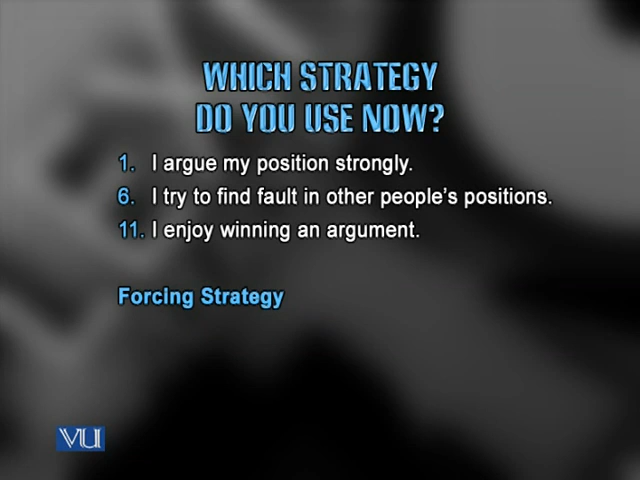 WHICH STRATEGY
DO YOU USE NOW?
1. I argue my position strongly.
6. I try to find fault in other people's positions.
11. I enjoy winning an argument.
Forcing Strategy
VU